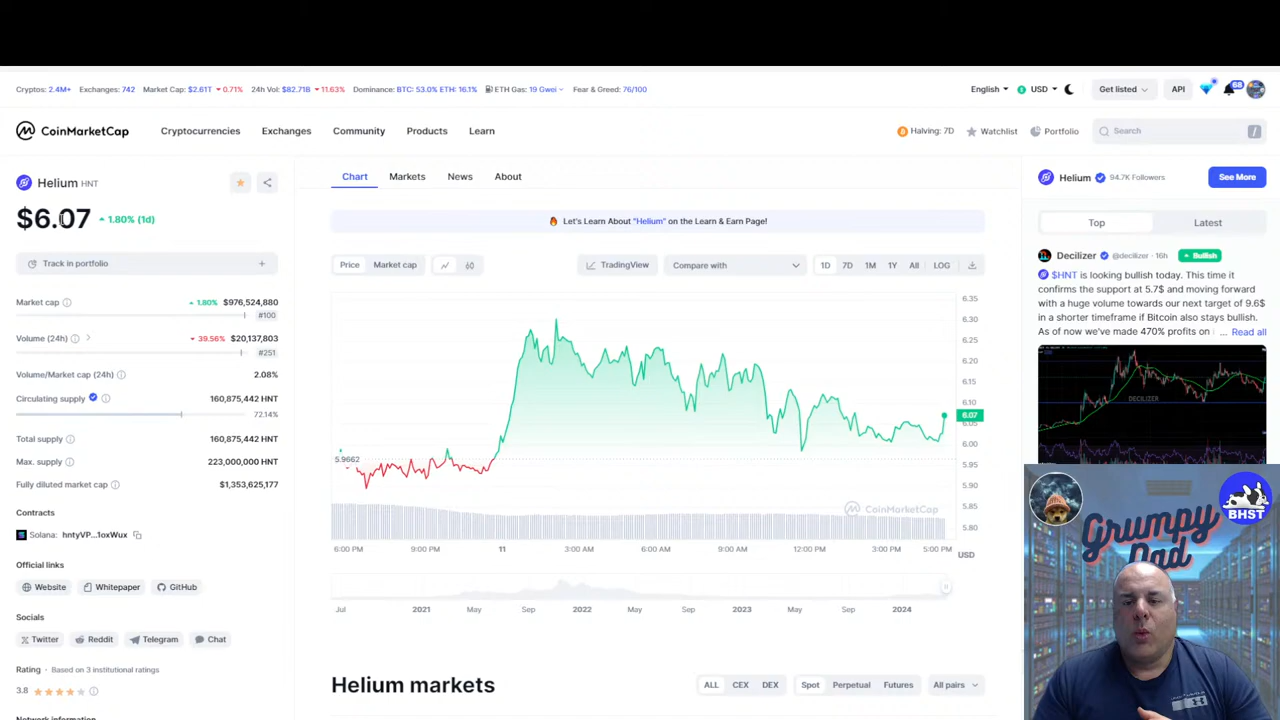 Cryptos: 2.4M+ Exchanges: 742 Market Cap: $2.61T 0.71% 24h Vol: $82.71B 11.63% Dominance: BTC: 53.0% ETH: 16.1% ETH Gas: 19 Gwei Fear & Greed: 76/100
English USD Get listed API 68
CoinMarketCap Cryptocurrencies Exchanges Community Products Learn
Halving: 7D Watchlist Portfolio Search /
Helium HNT
$6.07 1.80% (1d)
Track in portfolio +
Market cap 1.80% $976,524,880
#100
Volume (24h) 39.56% $20,137,803
#251
Volume/Market cap (24h) 2.08%
Circulating supply 160,875,442 HNT
72.14%
Total supply 160,875,442 HNT
Max. supply 223,000,000 HNT
Fully diluted market cap $1,353,625,177
Contracts
Solana: hntyVP...1oxWux
Official links
Website Whitepaper GitHub
Socials
Twitter Reddit Telegram Chat
Rating · Based on 3 institutional ratings
3.8
Network information
Chart Markets News About
Let's Learn About "Helium" on the Learn & Earn Page!
Price Market cap TradingView Compare with 1D 7D 1M 1Y All LOG
6.35
6.30
6.25
6.20
6.15
6.10
6.07
6.05
6.00
5.9662
5.95
5.90
5.80
CoinMarketCap
6:00 PM 9:00 PM 11 3:00 AM 6:00 AM 9:00 AM 12:00 PM 3:00 PM 5:00 PM USD
Jul 2021 May Sep 2022 May Sep 2023 May Sep 2024
Helium markets
ALL CEX DEX Spot Perpetual Futures All pairs
Helium 94.7K Followers See More
Top Latest
Decilizer @decilizer · 16h Bullish
$HNT is looking bullish today. This time it
confirms the support at 5.7$ and moving forward
with a huge volume towards our next target of 9.6$
in a shorter timeframe if Bitcoin also stays bullish.
As of now we've made 470% profits on ... Read all
DECILIZER
Grumpy
Dad
BHST